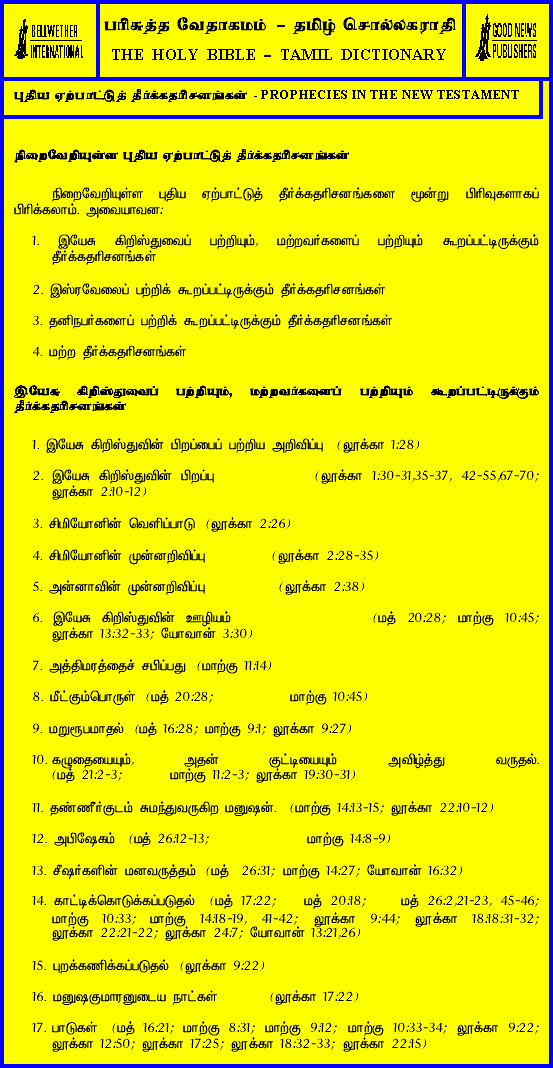 BELLWETHER
INTERNATIONAL
பரிசுத்த வேதாகமம் – தமிழ் சொல்லகராதி
THE HOLY BIBLE – TAMIL DICTIONARY
GOOD NEWS
PUBLISHERS
புதிய ஏற்பாட்டுத் தீர்க்கதரிசனங்கள் - PROPHECIES IN THE NEW TESTAMENT
நிறைவேறியுள்ள புதிய ஏற்பாட்டுத் தீர்க்கதரிசனங்கள்
நிறைவேறியுள்ள புதிய ஏற்பாட்டுத் தீர்க்கதரிசனங்களை மூன்று பிரிவுகளாகப்
பிரிக்கலாம். அவையாவன:
1. இயேசு கிறிஸ்துவைப் பற்றியும், மற்றவர்களைப் பற்றியும் கூறப்பட்டிருக்கும்
தீர்க்கதரிசனங்கள்
2. இஸ்ரவேலைப் பற்றிக் கூறப்பட்டிருக்கும் தீர்க்கதரிசனங்கள்
3. தனிநபர்களைப் பற்றிக் கூறப்பட்டிருக்கும் தீர்க்கதரிசனங்கள்
4. மற்ற தீர்க்கதரிசனங்கள்
இயேசு கிறிஸ்துவைப் பற்றியும், மற்றவர்களைப் பற்றியும் கூறப்பட்டிருக்கும்
தீர்க்கதரிசனங்கள்
1. இயேசு கிறிஸ்துவின் பிறப்பைப் பற்றிய அறிவிப்பு (லூக்கா 1:28)
2. இயேசு கிறிஸ்துவின் பிறப்பு (லூக்கா 1:30-31,35-37, 42-55,67-70;
லூக்கா 2:10-12)
3. சிமியோனின் வெளிப்பாடு (லூக்கா 2:26)
4. சிமியோனின் முன்னறிவிப்பு (லூக்கா 2:28-35)
5. அன்னாவின் முன்னறிவிப்பு (லூக்கா 2:38)
6. இயேசு கிறிஸ்துவின் ஊழியம் (மத் 20:28; மாற்கு 10:45;
லூக்கா 13:32-33; யோவான் 3:30)
7. அத்திமரத்தைச் சபிப்பது (மாற்கு 11:14)
8. மீட்கும்பொருள் (மத் 20:28; மாற்கு 10:45)
9. மறுரூபமாதல் (மத் 16:28; மாற்கு 9:1; லூக்கா 9:27)
10. கழுதையையும், அதன் குட்டியையும் அவிழ்த்து வருதல்.
(மத் 21:2-3; மாற்கு 11:2-3; லூக்கா 19:30-31)
11. தண்ணீர்குடம் சுமந்துவருகிற மனுஷன். (மாற்கு 14:13-15; லூக்கா 22:10-12)
12. அபிஷேகம் (மத் 26:12-13; மாற்கு 14:8-9)
13. சீஷர்களின் மனவருத்தம் (மத் 26:31; மாற்கு 14:27; யோவான் 16:32)
14. காட்டிக்கொடுக்கப்படுதல் (மத் 17:22; மத் 20:18; மத் 26:2,21-23, 45-46;
மாற்கு 10:33; மாற்கு 14:18-19, 41-42; லூக்கா 9:44; லூக்கா 18:18:31-32;
லூக்கா 22:21-22; லூக்கா 24:7; யோவான் 13:21,26)
15. புறக்கணிக்கப்படுதல் (லூக்கா 9:22)
16. மனுஷகுமாரனுடைய நாட்கள் (லூக்கா 17:22)
17. பாடுகள் (மத் 16:21; மாற்கு 8:31; மாற்கு 9:12; மாற்கு 10:33-34; லூக்கா 9:22;
லூக்கா 12:50; லூக்கா 17:25; லூக்கா 18:32-33; லூக்கா 22:15)